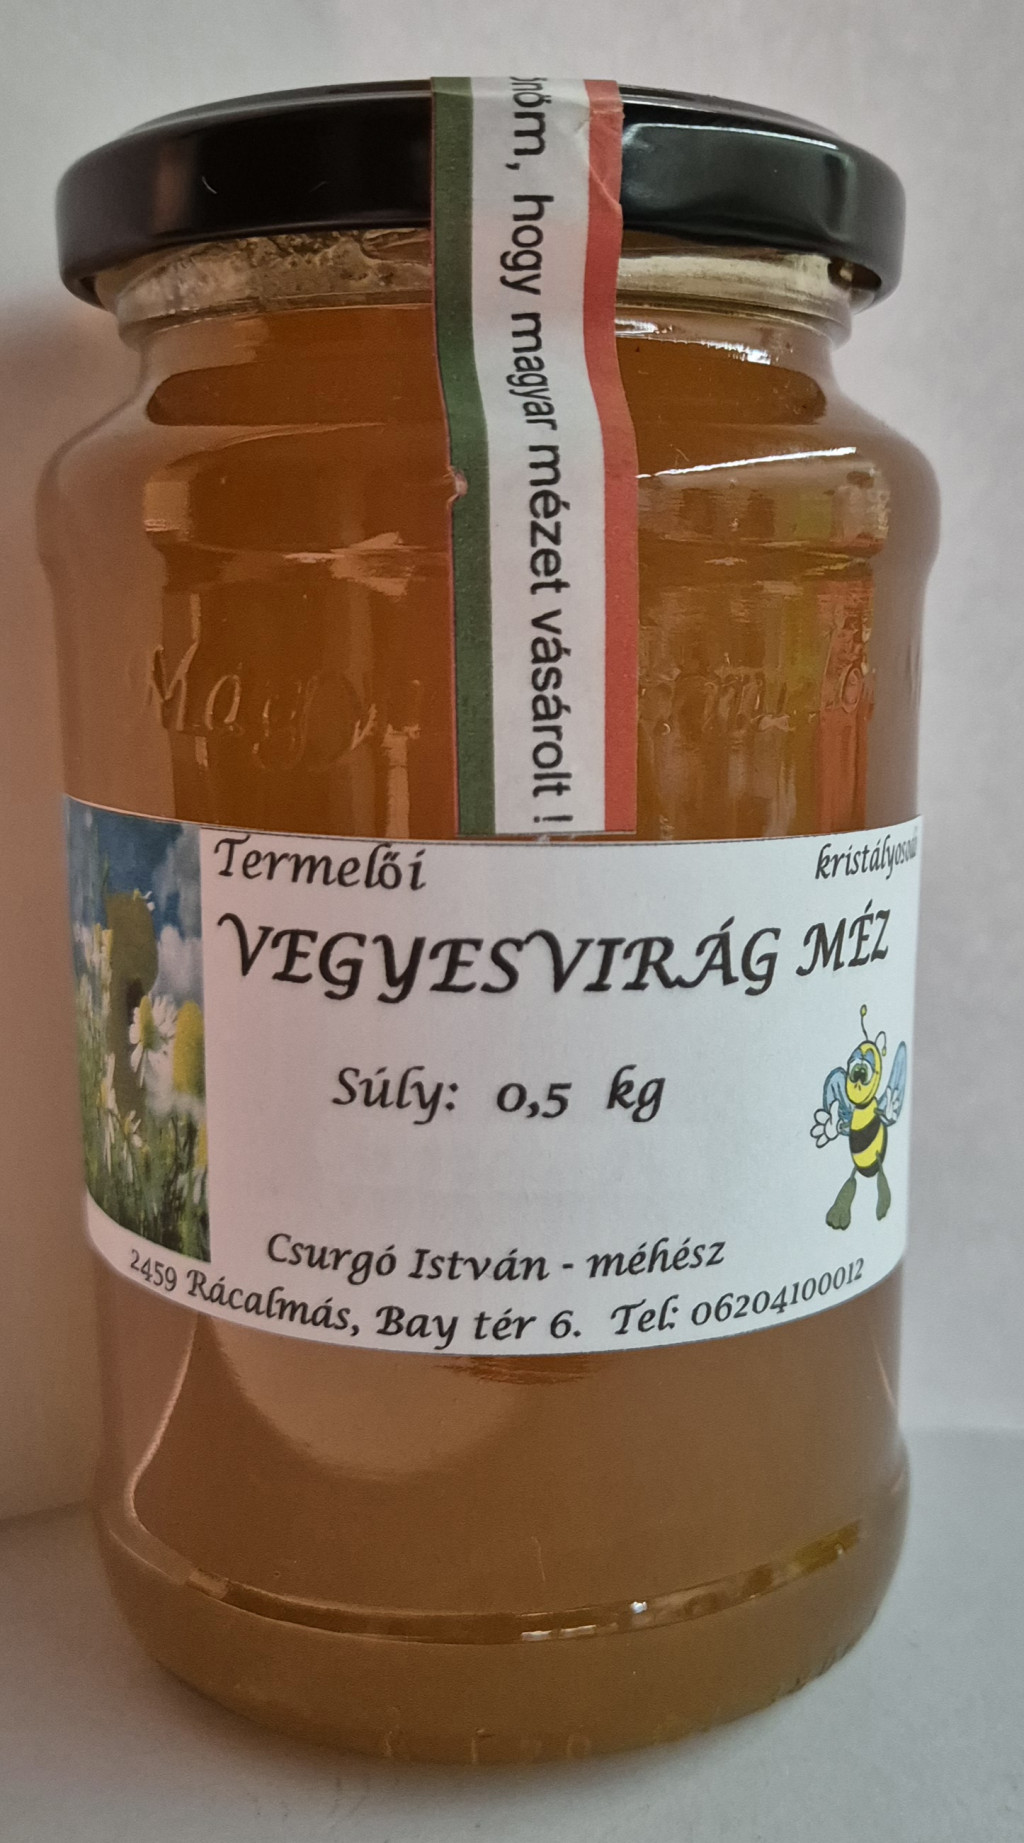 hogy magyar mézet vásárolt !
Termelői
VEGYESVIRÁG MÉZ
Súly: 0,5 kg
Csurgó István - méhész
2459 Rácalmás, Bay tér 6. Tel: 06204100012